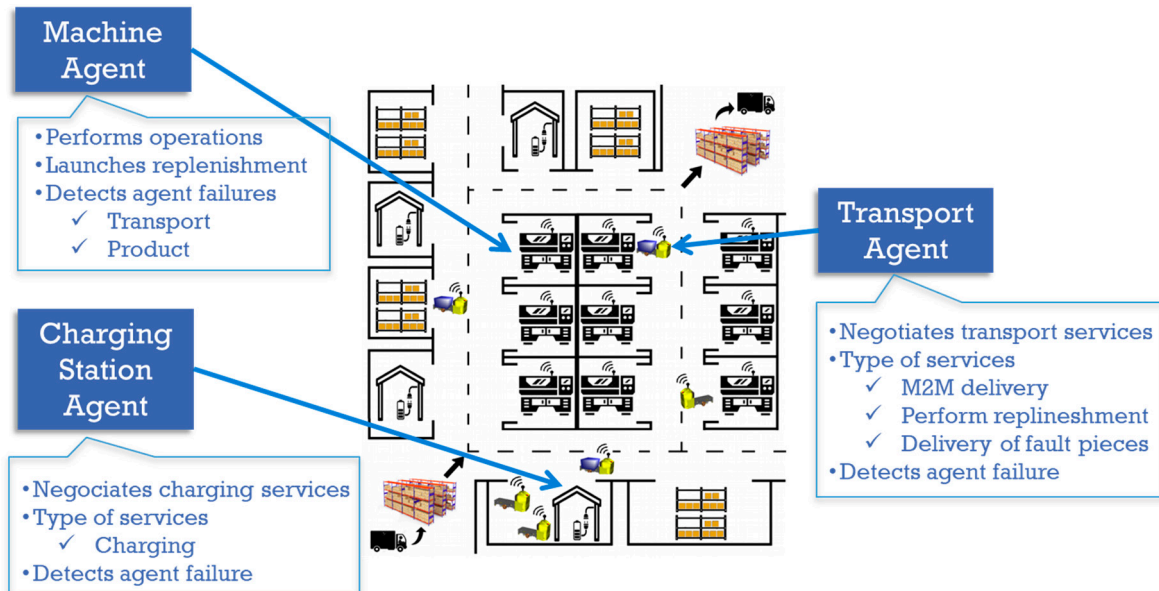 Machine
Agent
•Performs operations
•Launches replenishment
•Detects agent failures
✓ Transport
✓ Product
Transport
Agent
•Negotiates transport services
•Type of services
✓ M2M delivery
✓ Perform replineshment
✓ Delivery of fault pieces
•Detects agent failure
Charging
Station
Agent
•Negociates charging services
•Type of services
✓ Charging
•Detects agent failure